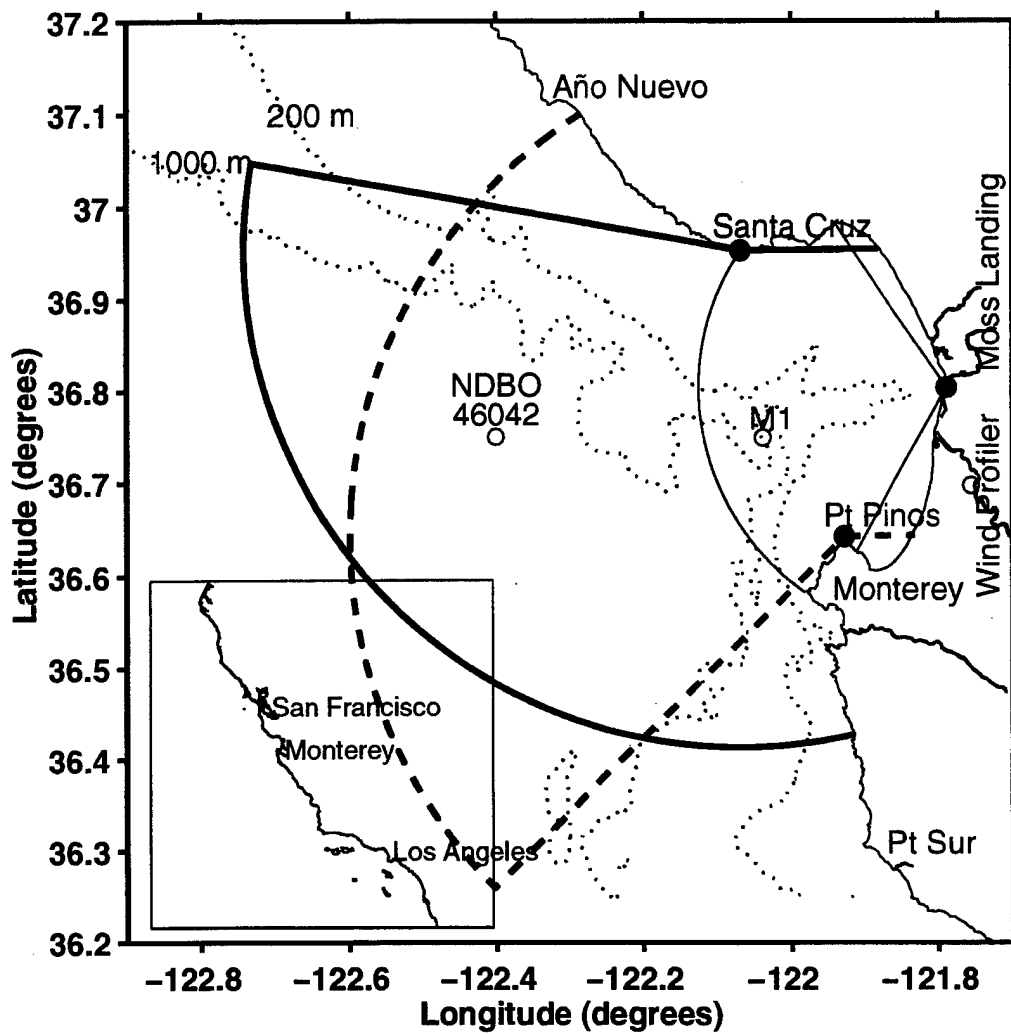 37.2
37.1
37
36.9
36.8
36.7
36.6
36.5
36.4
36.3
36.2
Latitude (degrees)
−122.8
−122.6
−122.4
−122.2
−122
−121.8
Longitude (degrees)
Año Nuevo
200 m
1000 m
Santa Cruz
Moss Landing
NDBO
46042
M1
Pt Pinos
Wind Profiler
Monterey
San Francisco
Monterey
Los Angeles
Pt Sur